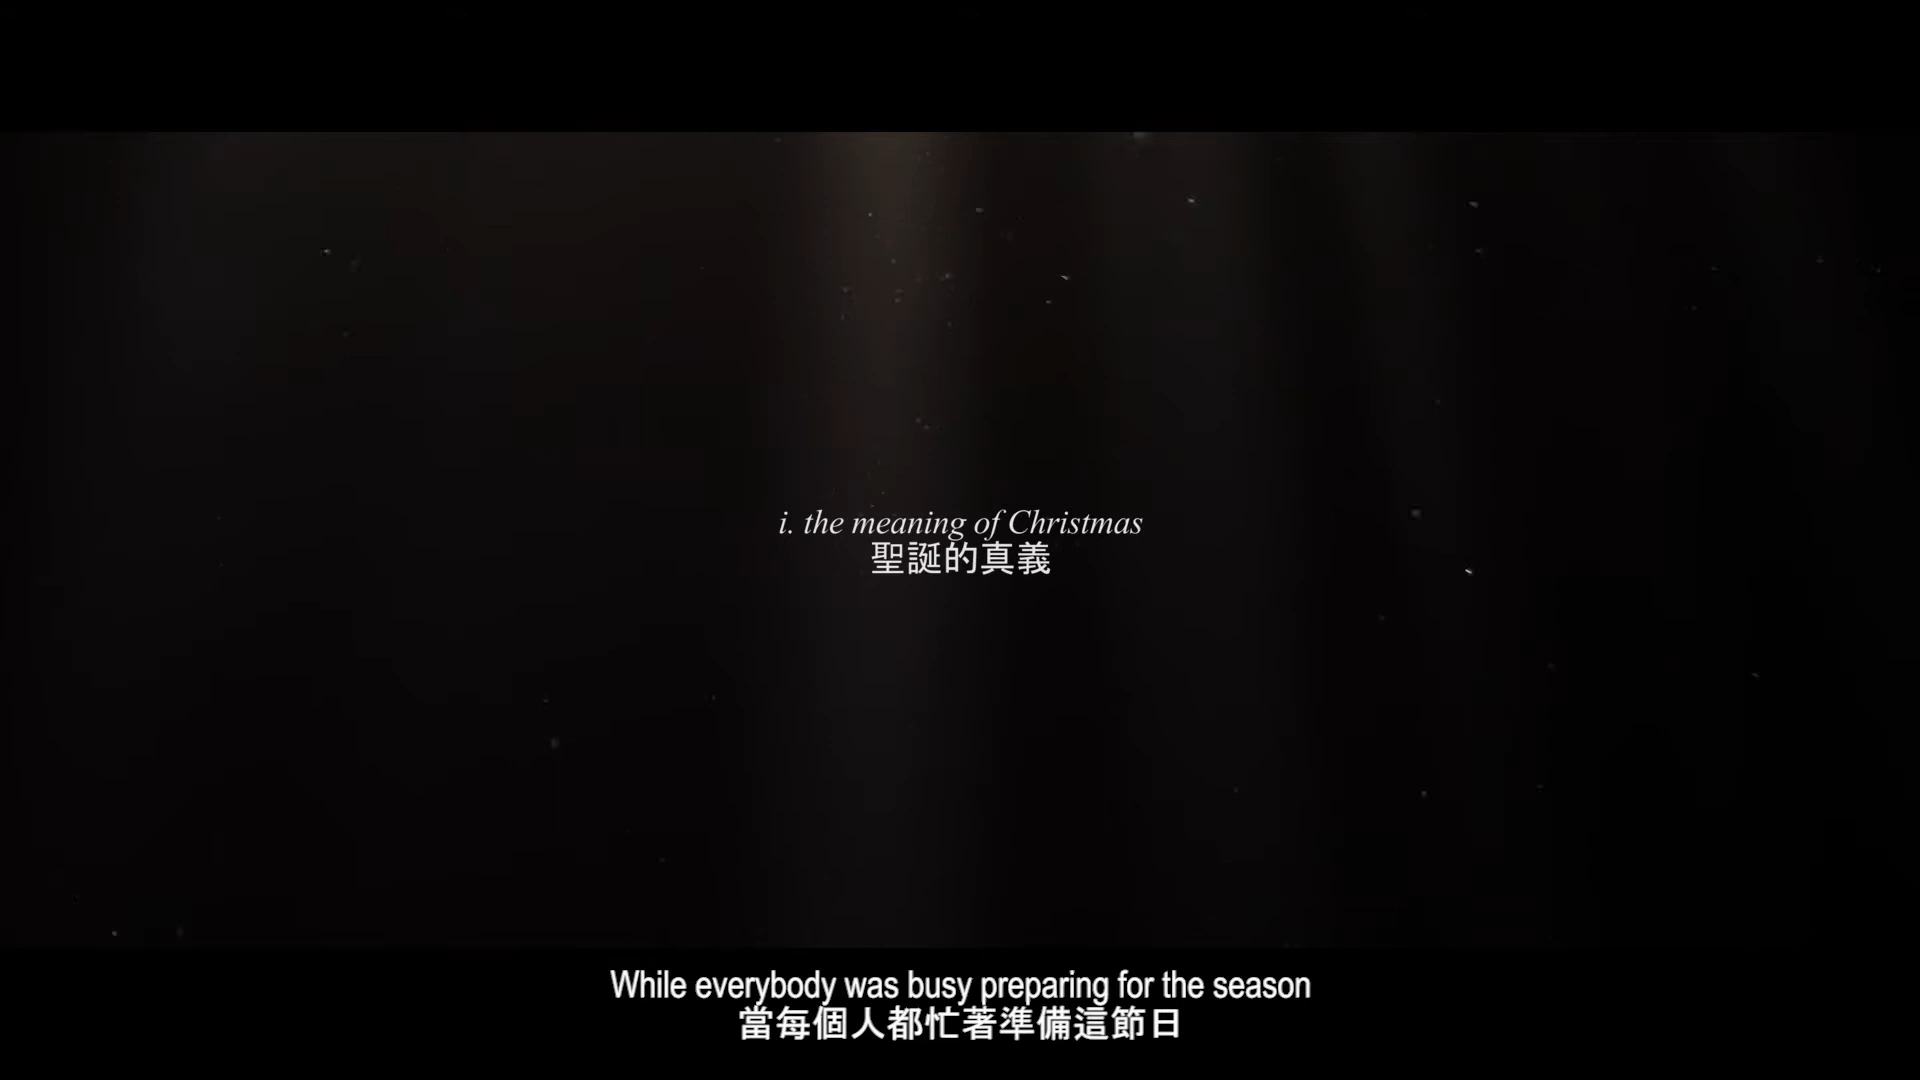 i. the meaning of Christmas
聖誕的真義
While everybody was busy preparing for the season
當每個人都忙著準備這節日